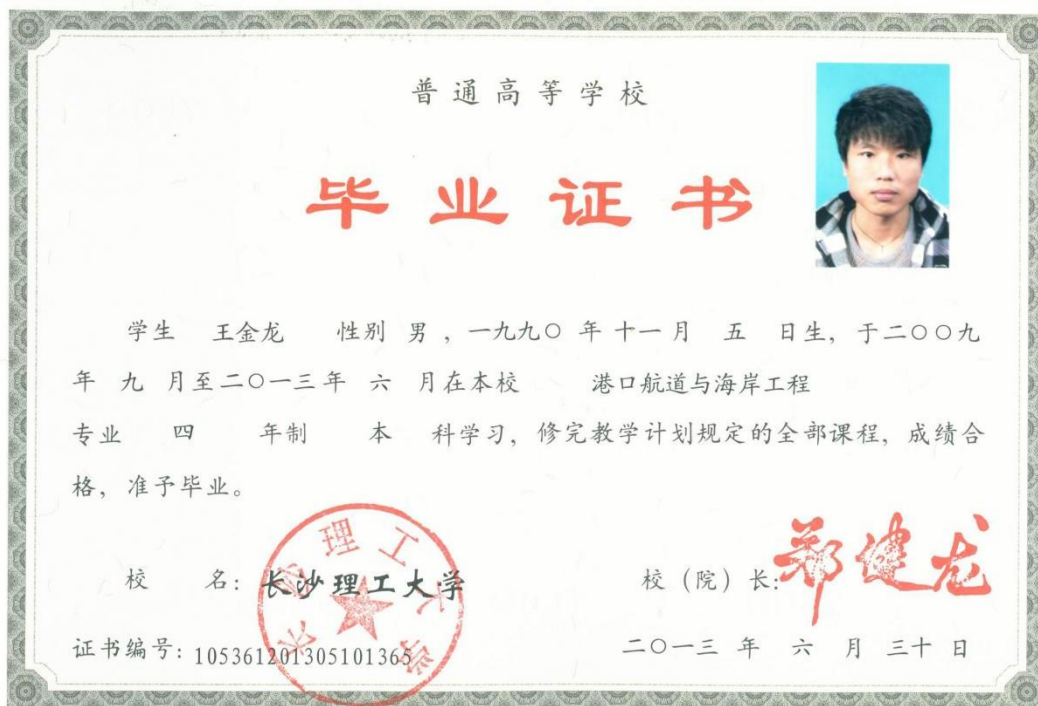 普通高等学校
毕业证书
学生 王金龙 性别 男 ，一九九〇 年 十一 月 五 日生，于二〇〇九
年 九 月至二〇一三年 六 月在本校 港口航道与海岸工程
专业 四 年制 本 科学习，修完教学计划规定的全部课程，成绩合
格，准予毕业。
校 名：长沙理工大学
校（院）长：郑健龙
长沙理工大学
证书编号：105361201305101365
二〇一三 年 六 月 三十 日